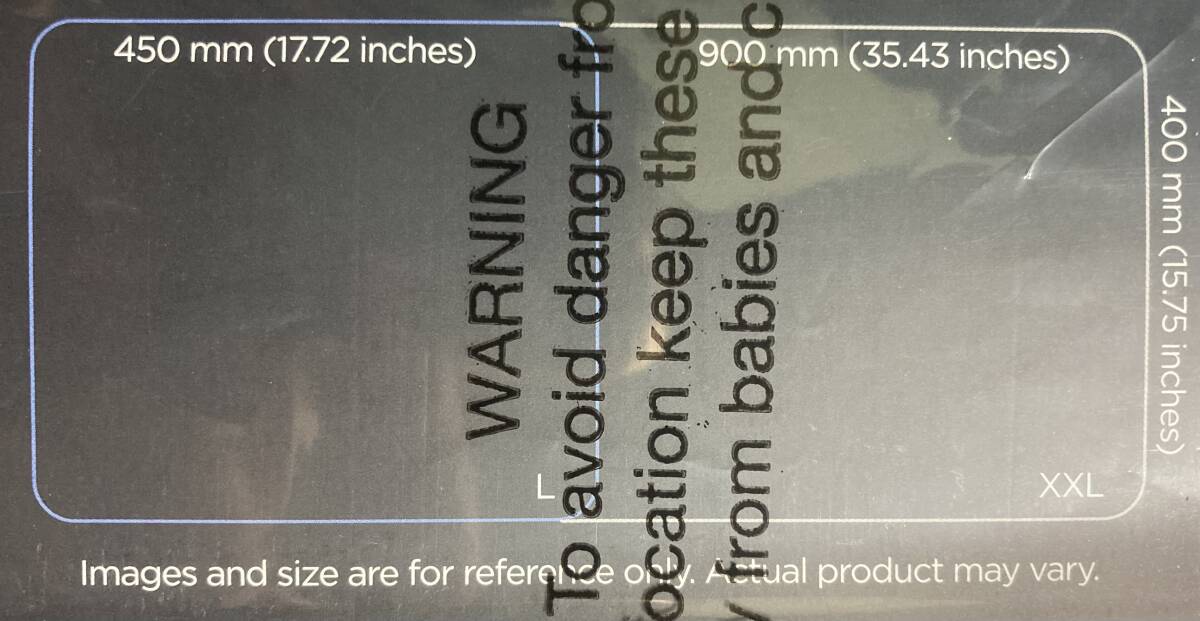 450 mm (17.72 inches)
900 mm (35.43 inches)
400 mm (15.75 inches)
WARNING
To avoid danger
keep these
from babies and
L
XXL
Images and size are for reference only. Actual product may vary.